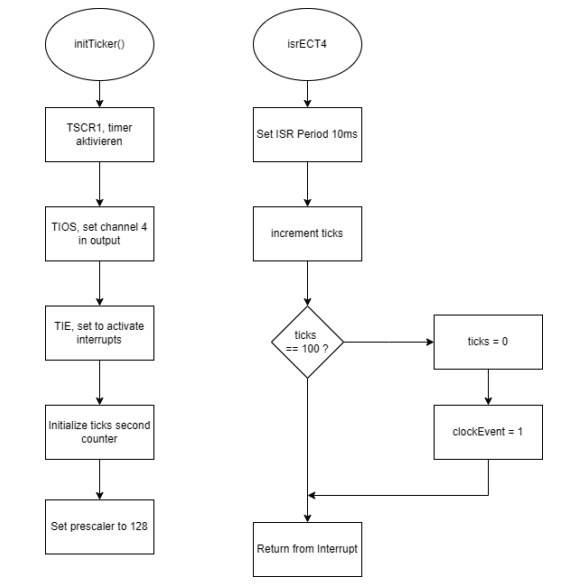 initTicker()
TSCR1, timer
aktivieren
TIOS, set channel 4
in output
TIE, set to activate
interrupts
Initialize ticks second
counter
Set prescaler to 128
isrECT4
Set ISR Period 10ms
increment ticks
ticks
== 100 ?
ticks = 0
clockEvent = 1
Return from Interrupt